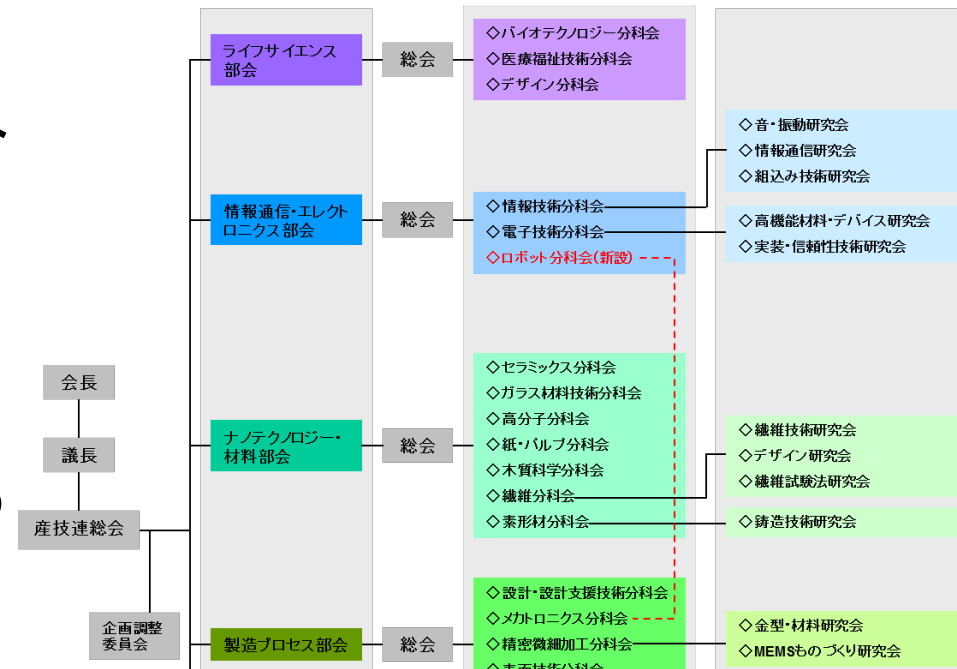 ライフサイエンス
部会
総会
◇バイオテクノロジー分科会
◇医療福祉技術分科会
◇デザイン分科会
◇音・振動研究会
◇情報通信研究会
◇組込み技術研究会
情報通信・エレクト
ロニクス部会
総会
◇情報技術分科会
◇電子技術分科会
◇ロボット分科会(新設)
◇高機能材料・デバイス研究会
◇実装・信頼性技術研究会
会長
議長
産技連総会
企画調整
委員会
ナノテクノロジー・
材料部会
総会
◇セラミックス分科会
◇ガラス材料技術分科会
◇高分子分科会
◇紙・パルプ分科会
◇木質科学分科会
◇繊維分科会
◇素形材分科会
◇繊維技術研究会
◇デザイン研究会
◇繊維試験法研究会
◇鋳造技術研究会
製造プロセス部会
総会
◇設計・設計支援技術分科会
◇メカトロニクス分科会
◇精密微細加工分科会
◇表面技術分科会
◇金型・材料研究会
◇MEMSものづくり研究会